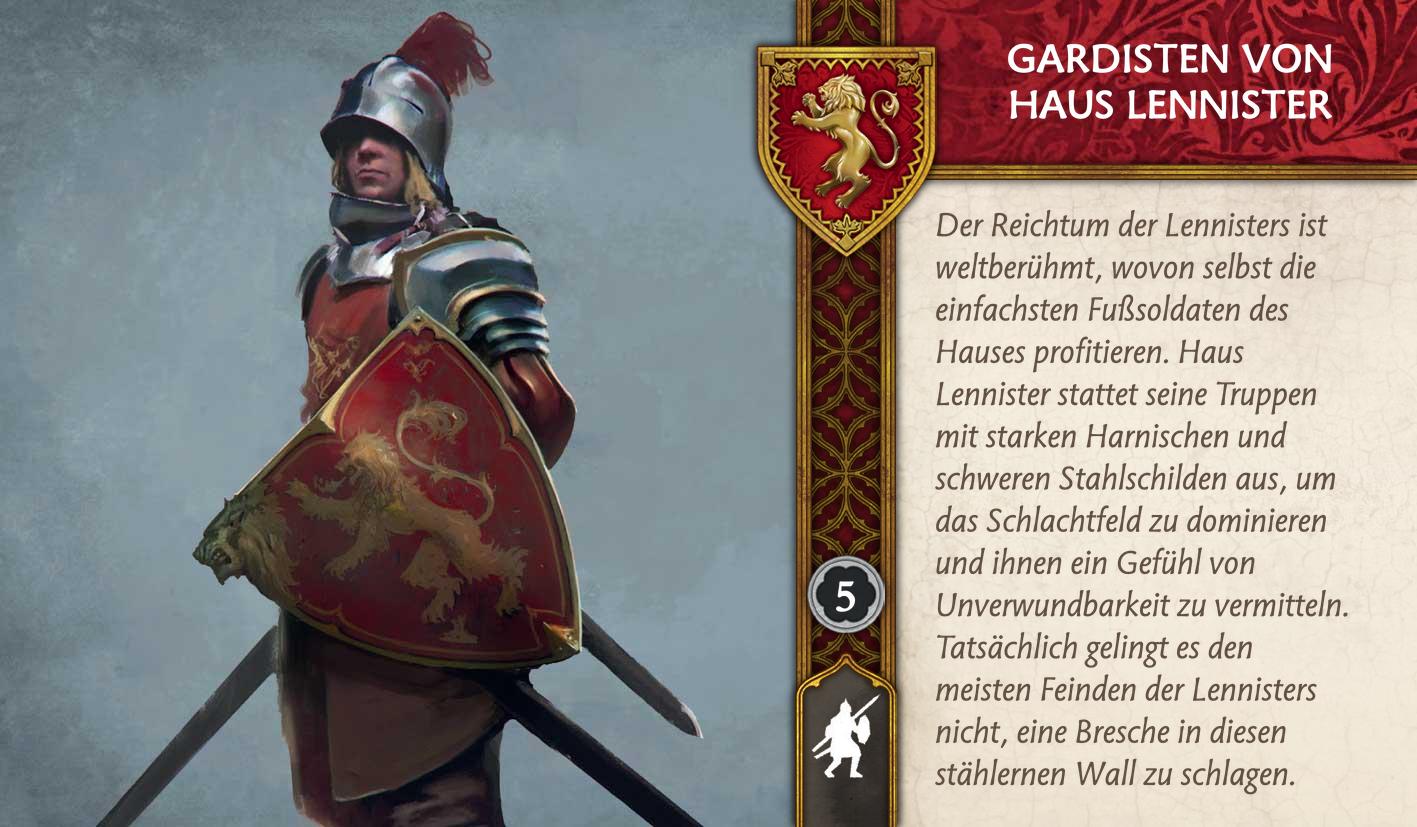 GARDISTEN VON
HAUS LENNISTER
Der Reichtum der Lennisters ist
weltberühmt, wovon selbst die
einfachsten Fußsoldaten des
Hauses profitieren. Haus
Lennister stattet seine Truppen
mit starken Harnischen und
schweren Stahlschilden aus, um
das Schlachtfeld zu dominieren
und ihnen ein Gefühl von
Unverwundbarkeit zu vermitteln.
Tatsächlich gelingt es den
meisten Feinden der Lennisters
nicht, eine Bresche in diesen
stählernen Wall zu schlagen.
5